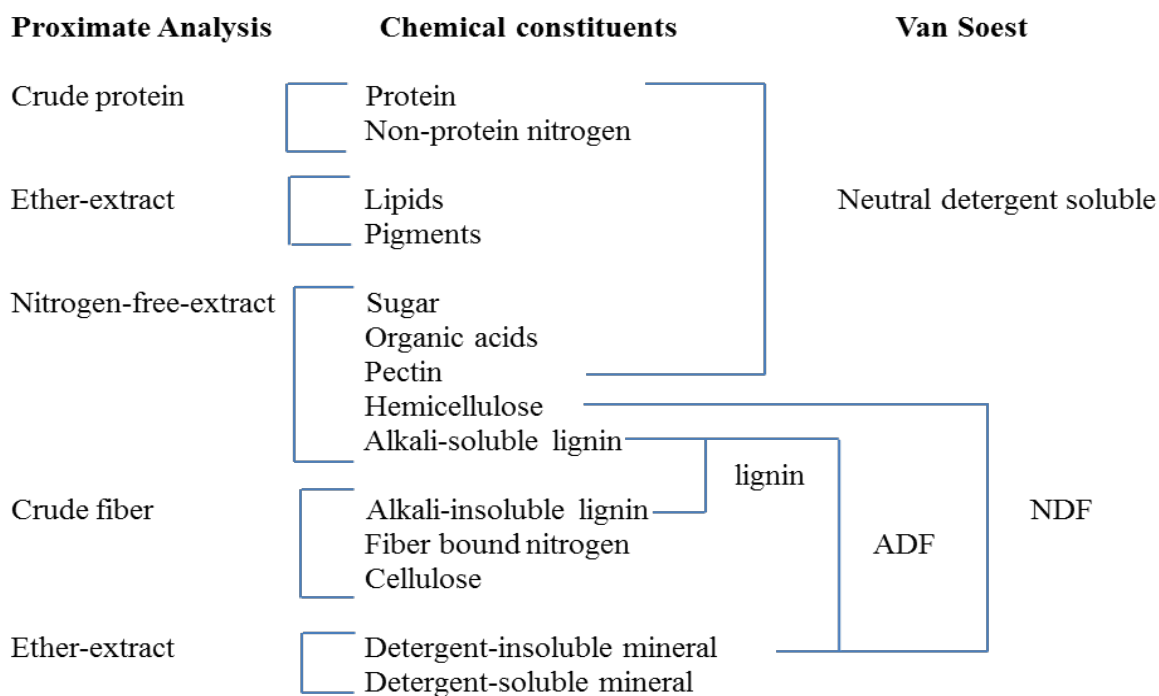 Proximate Analysis Chemical constituents Van Soest
Crude protein Protein
Non-protein nitrogen
Ether-extract Lipids Neutral detergent soluble
Pigments
Nitrogen-free-extract Sugar
Organic acids
Pectin
Hemicellulose
Alkali-soluble lignin
lignin
Crude fiber Alkali-insoluble lignin NDF
Fiber bound nitrogen ADF
Cellulose
Ether-extract Detergent-insoluble mineral
Detergent-soluble mineral